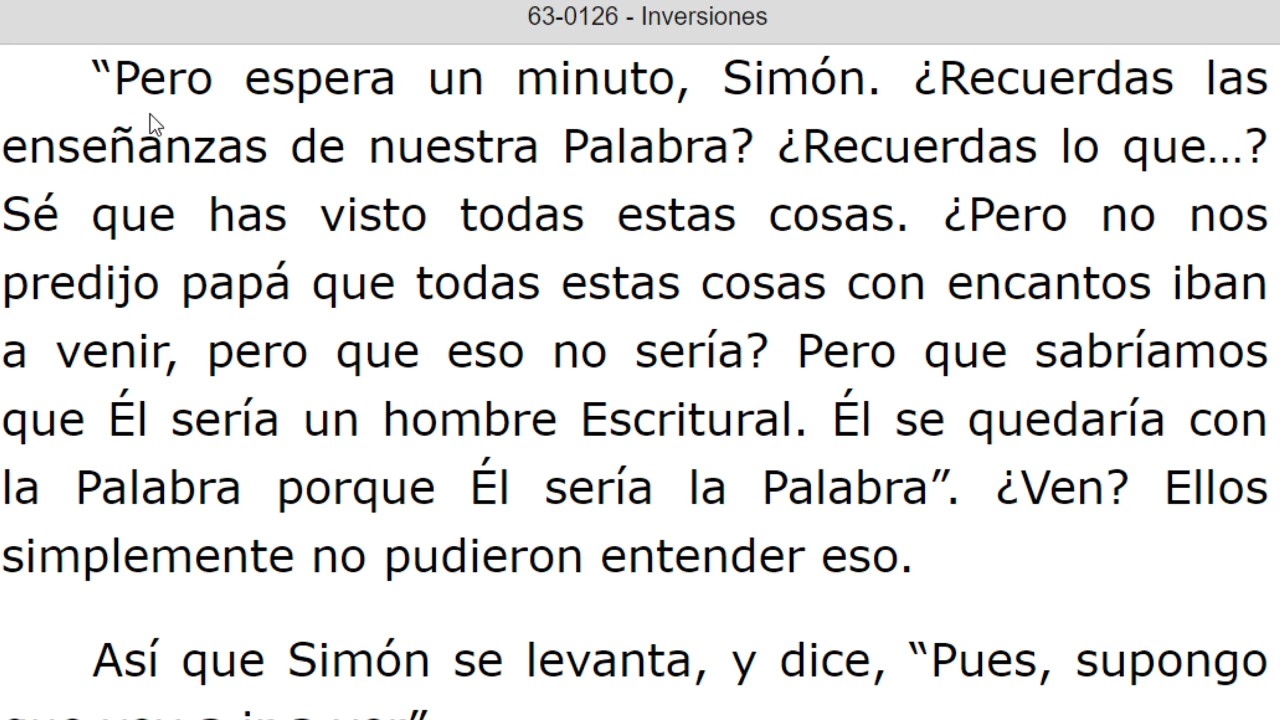 63-0126 - Inversiones
“Pero espera un minuto, Simón. ¿Recuerdas las
enseñanzas de nuestra Palabra? ¿Recuerdas lo que...?
Sé que has visto todas estas cosas. ¿Pero no nos
predijo papá que todas estas cosas con encantos iban
a venir, pero que eso no sería? Pero que sabríamos
que Él sería un hombre Escritural. Él se quedaría con
la Palabra porque Él sería la Palabra”. ¿Ven? Ellos
simplemente no pudieron entender eso.
Así que Simón se levanta, y dice, “Pues, supongo
que voy a ir a ver”